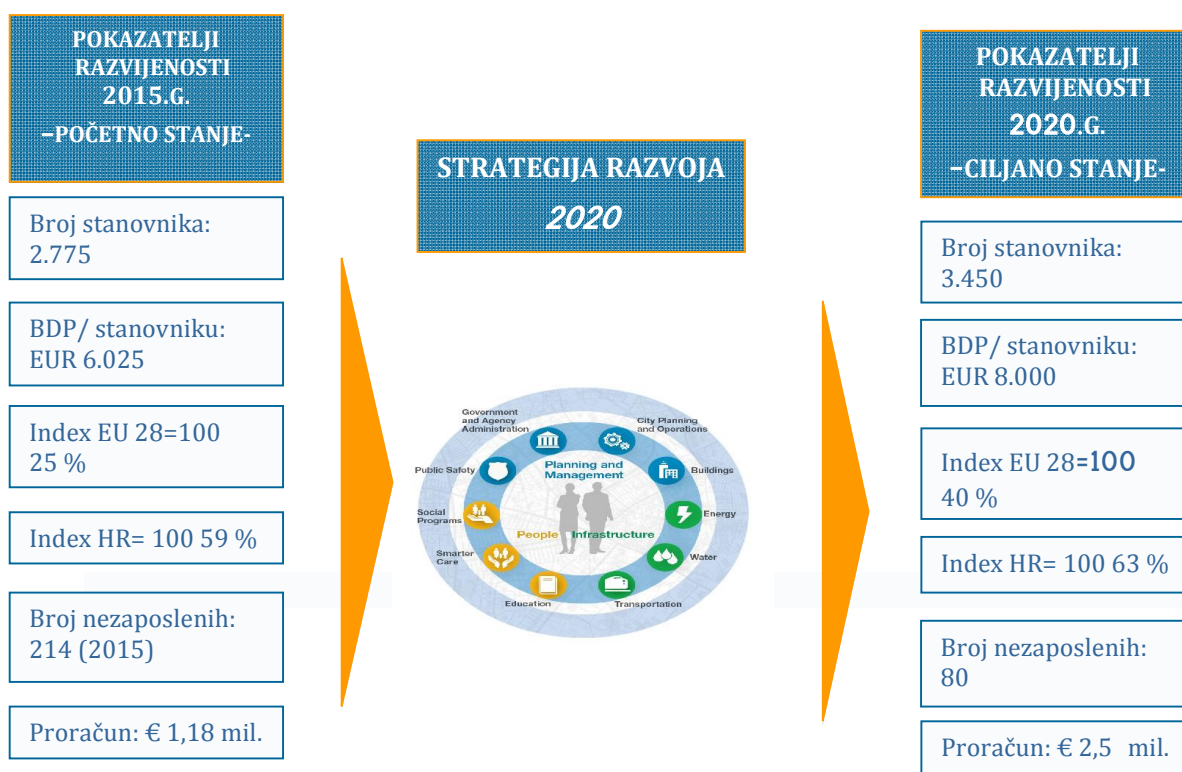 POKAZATELJI
RAZVIJENOSTI
2015.G.
–POČETNO STANJE-
Broj stanovnika:
2.775
BDP/ stanovniku:
EUR 6.025
Index EU 28=100
25 %
Index HR= 100 59 %
Broj nezaposlenih:
214 (2015)
Proračun: € 1,18 mil.
STRATEGIJA RAZVOJA
2020
Government
and Agency
Administration
City Planning
and Operations
Public Safety
Planning and
Management
Buildings
Social
Programs
Energy
People
Infrastructure
Smarter
Care
Water
Education
Transportation
POKAZATELJI
RAZVIJENOSTI
2020.G.
–CILJANO STANJE-
Broj stanovnika:
3.450
BDP/ stanovniku:
EUR 8.000
Index EU 28=100
40 %
Index HR= 100 63 %
Broj nezaposlenih:
80
Proračun: € 2,5 mil.